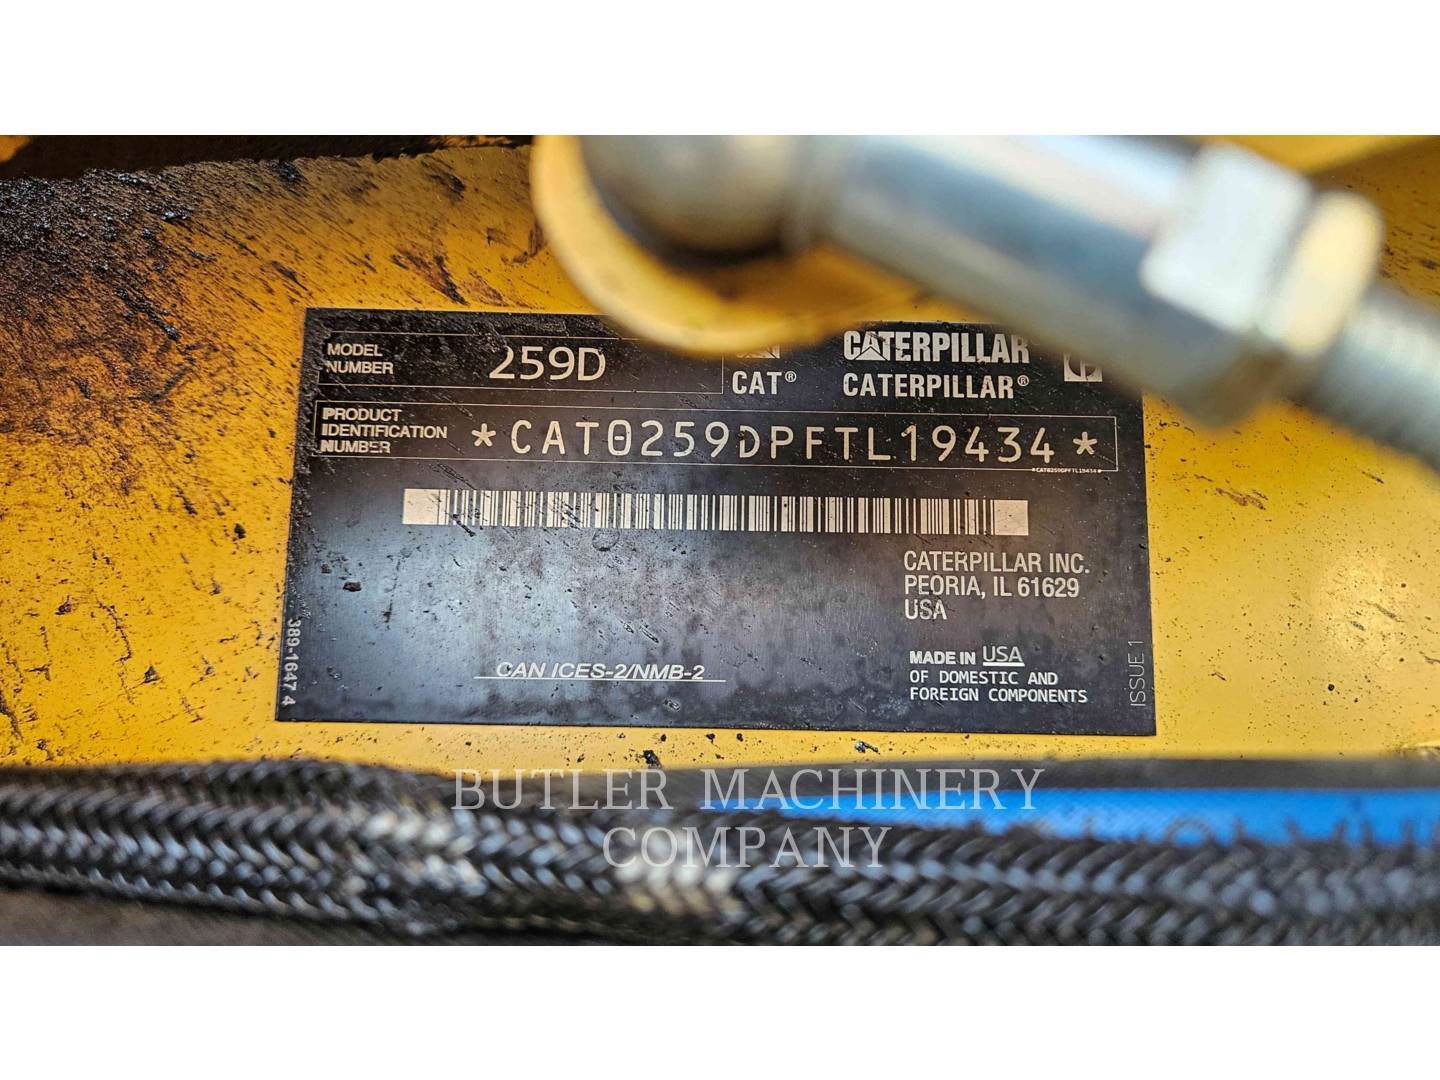 MODEL NUMBER 259D
CAT® CATERPILLAR
CATERPILLAR®
PRODUCT IDENTIFICATION NUMBER *CAT0259DPFTL19434*
*CAT0259DPFTL19434*
CATERPILLAR INC.
PEORIA, IL 61629
USA
CAN ICES-2/NMB-2
MADE IN USA
OF DOMESTIC AND
FOREIGN COMPONENTS
389-1647 4
ISSUE 1
BUTLER MACHINERY
COMPANY